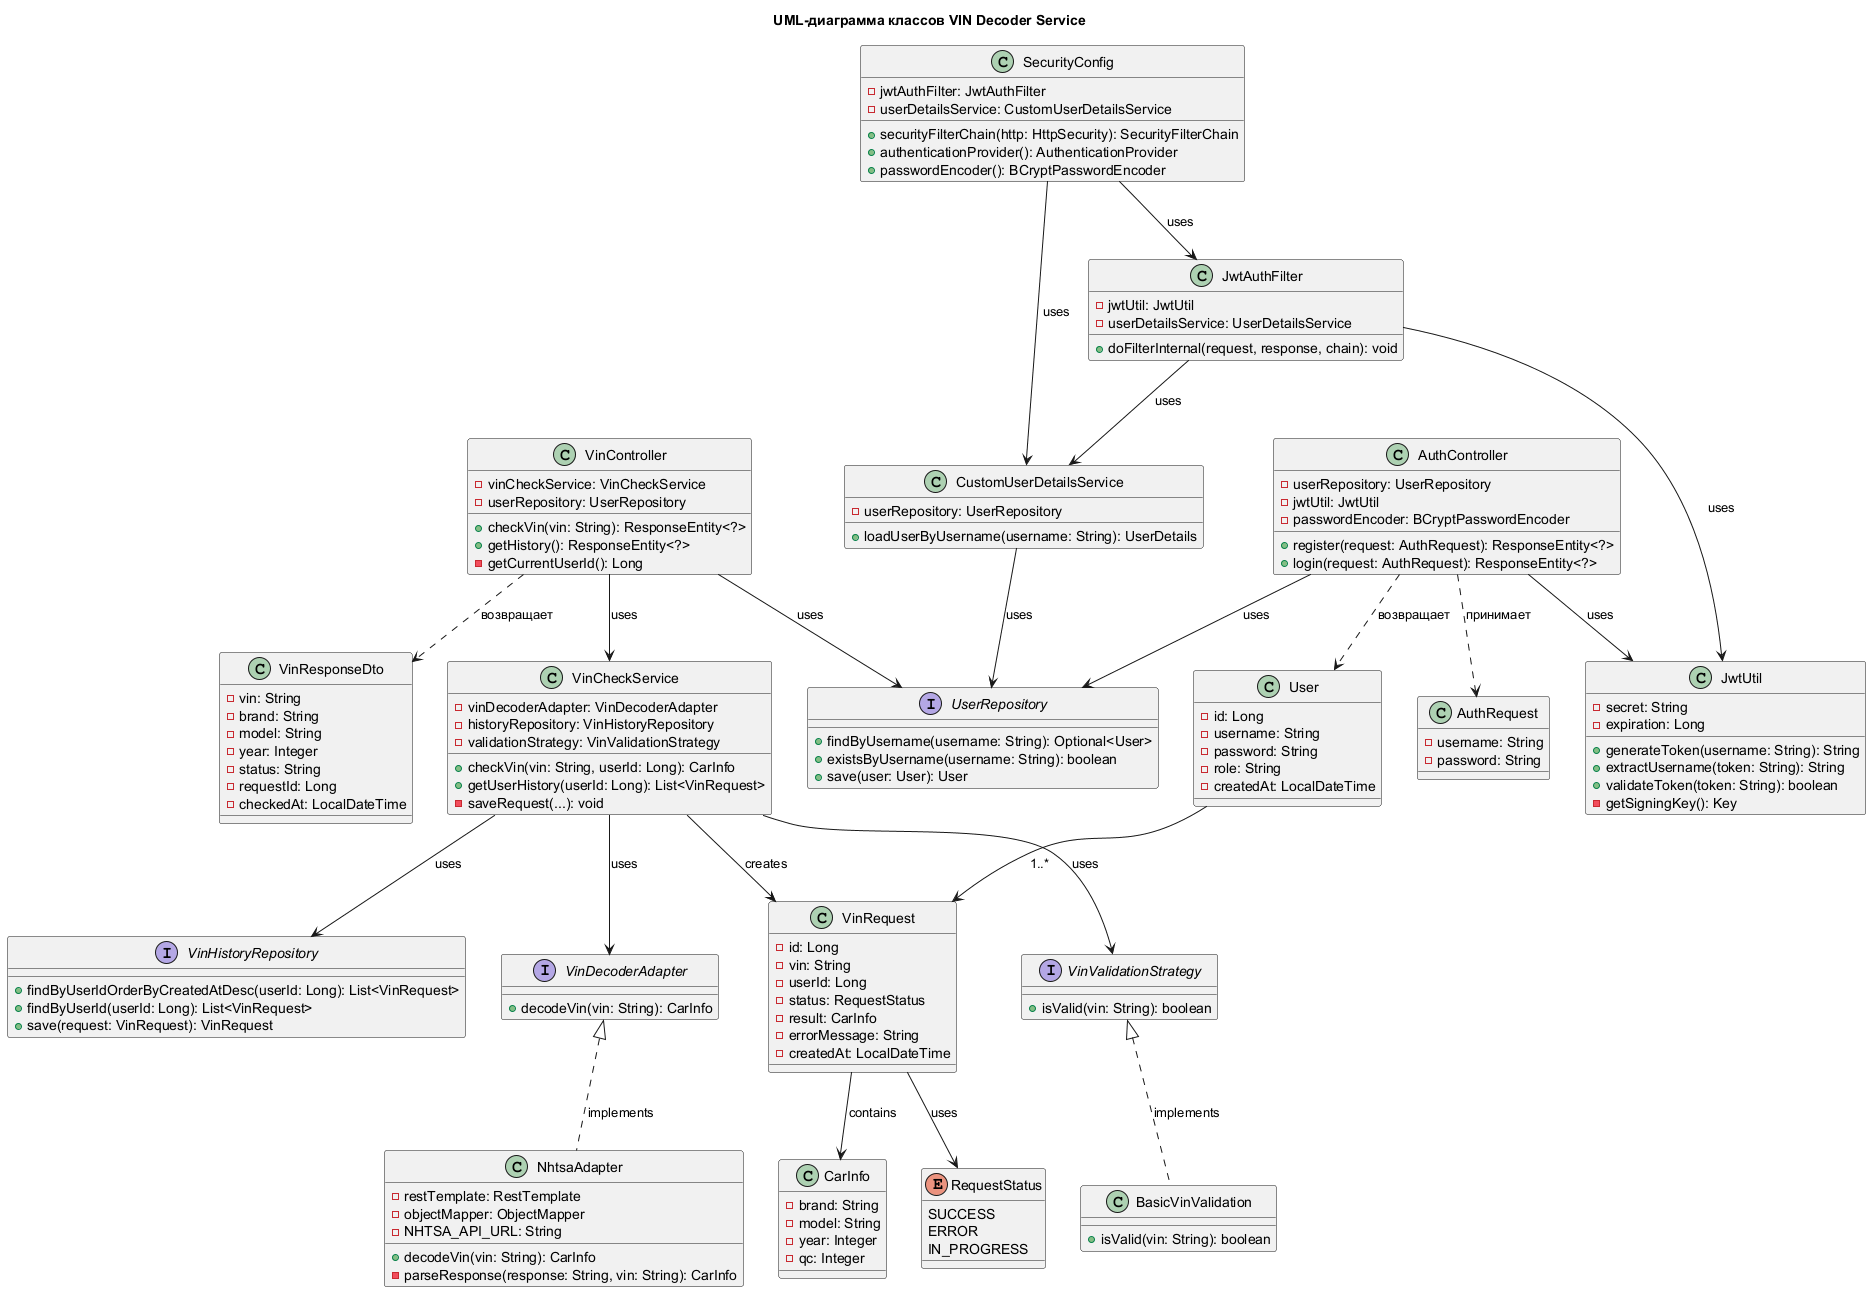 UML-диаграмма классов VIN Decoder Service
C SecurityConfig
jwtAuthFilter: JwtAuthFilter
userDetailsService: CustomUserDetailsService
securityFilterChain(http: HttpSecurity): SecurityFilterChain
authenticationProvider(): AuthenticationProvider
passwordEncoder(): BCryptPasswordEncoder
uses
uses
C JwtAuthFilter
jwtUtil: JwtUtil
userDetailsService: UserDetailsService
doFilterInternal(request, response, chain): void
uses
uses
C VinController
vinCheckService: VinCheckService
userRepository: UserRepository
checkVin(vin: String): ResponseEntity<?>
getHistory(): ResponseEntity<?>
getCurrentUserId(): Long
C CustomUserDetailsService
userRepository: UserRepository
loadUserByUsername(username: String): UserDetails
C AuthController
userRepository: UserRepository
jwtUtil: JwtUtil
passwordEncoder: BCryptPasswordEncoder
register(request: AuthRequest): ResponseEntity<?>
login(request: AuthRequest): ResponseEntity<?>
возвращает
uses
uses
uses
uses
возвращает
принимает
uses
C VinResponseDto
vin: String
brand: String
model: String
year: Integer
status: String
requestId: Long
checkedAt: LocalDateTime
C VinCheckService
vinDecoderAdapter: VinDecoderAdapter
historyRepository: VinHistoryRepository
validationStrategy: VinValidationStrategy
checkVin(vin: String, userId: Long): CarInfo
getUserHistory(userId: Long): List<VinRequest>
saveRequest(...): void
I UserRepository
findByUsername(username: String): Optional<User>
existsByUsername(username: String): boolean
save(user: User): User
C User
id: Long
username: String
password: String
role: String
createdAt: LocalDateTime
C AuthRequest
username: String
password: String
C JwtUtil
secret: String
expiration: Long
generateToken(username: String): String
extractUsername(token: String): String
validateToken(token: String): boolean
getSigningKey(): Key
uses
uses
creates
1..*
uses
I VinHistoryRepository
findByUserIdOrderByCreatedAtDesc(userId: Long): List<VinRequest>
findByUserId(userId: Long): List<VinRequest>
save(request: VinRequest): VinRequest
I VinDecoderAdapter
decodeVin(vin: String): CarInfo
C VinRequest
id: Long
vin: String
userId: Long
status: RequestStatus
result: CarInfo
errorMessage: String
createdAt: LocalDateTime
I VinValidationStrategy
isValid(vin: String): boolean
implements
contains
uses
implements
C NhtsaAdapter
restTemplate: RestTemplate
objectMapper: ObjectMapper
NHTSA_API_URL: String
decodeVin(vin: String): CarInfo
parseResponse(response: String, vin: String): CarInfo
C CarInfo
brand: String
model: String
year: Integer
qc: Integer
E RequestStatus
SUCCESS
ERROR
IN_PROGRESS
C BasicVinValidation
isValid(vin: String): boolean